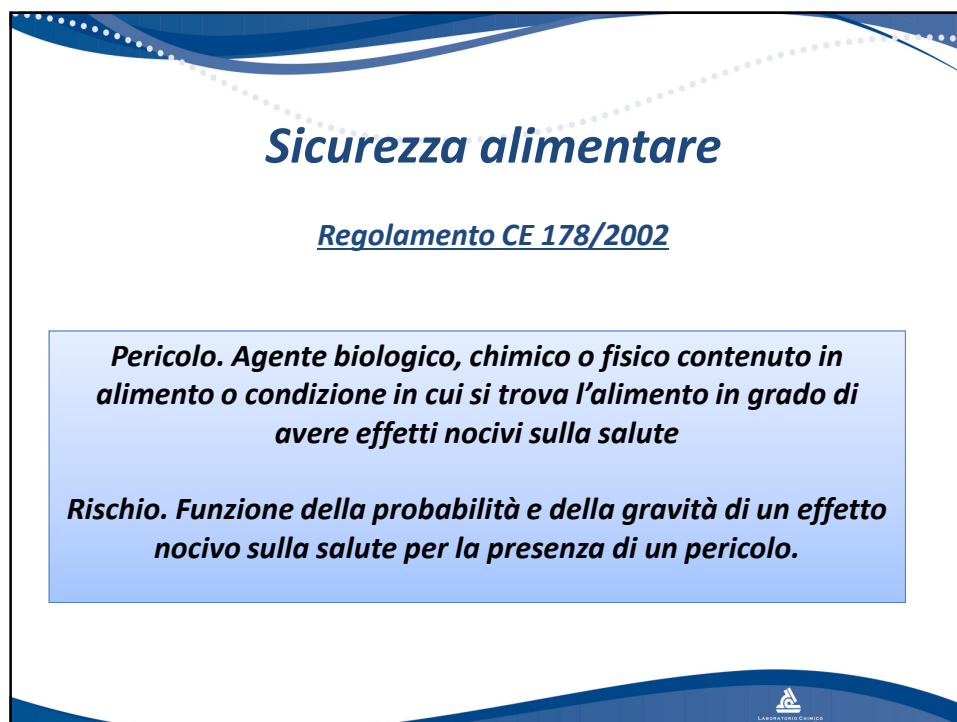 Sicurezza alimentare
Regolamento CE 178/2002
Pericolo. Agente biologico, chimico o fisico contenuto in
alimento o condizione in cui si trova l’alimento in grado di
avere effetti nocivi sulla salute
Rischio. Funzione della probabilità e della gravità di un effetto
nocivo sulla salute per la presenza di un pericolo.
LABORATORIO CHIMICO